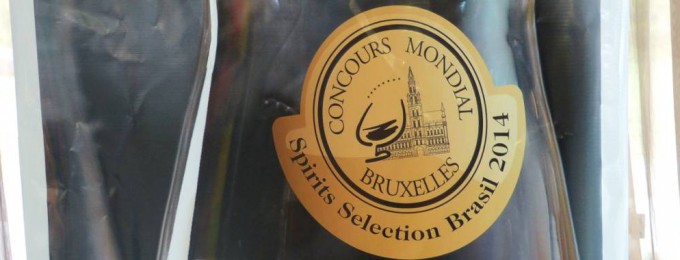 CONCOURS MONDIAL
BRUXELLES
Spirits Selection Brasil 2014